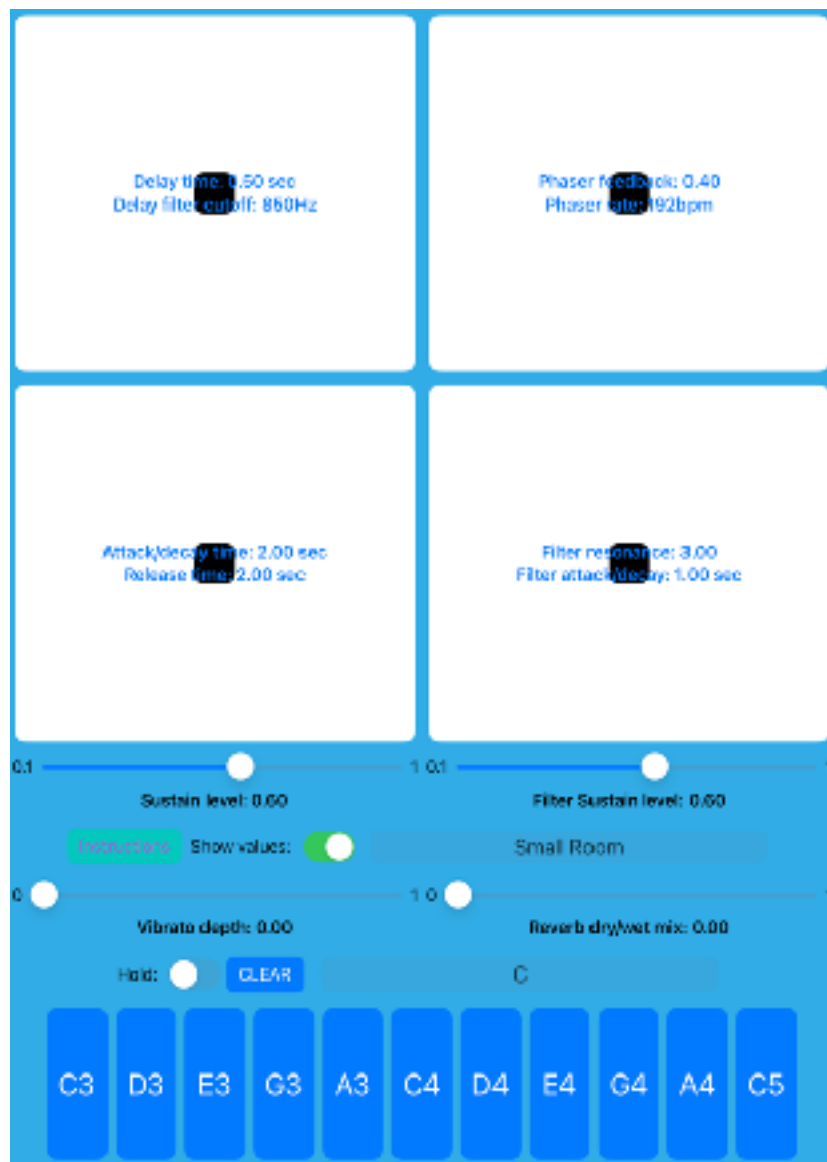 Delay time: 0.50 sec
Delay filter cutoff: 860Hz
Phaser feedback: 0.40
Phaser rate: 192bpm
Attack/decay time: 2.00 sec
Release time: 2.00 sec
Filter resonance: 3.00
Filter attack/decay: 1.00 sec
0.1 1 0.1
Sustain level: 0.60 Filter Sustain level: 0.60
Instructions Show values: Small Room
0 1 0
Vibrato depth: 0.00 Reverb dry/wet mix: 0.00
Hold: CLEAR C
C3 D3 E3 G3 A3 C4 D4 E4 G4 A4 C5